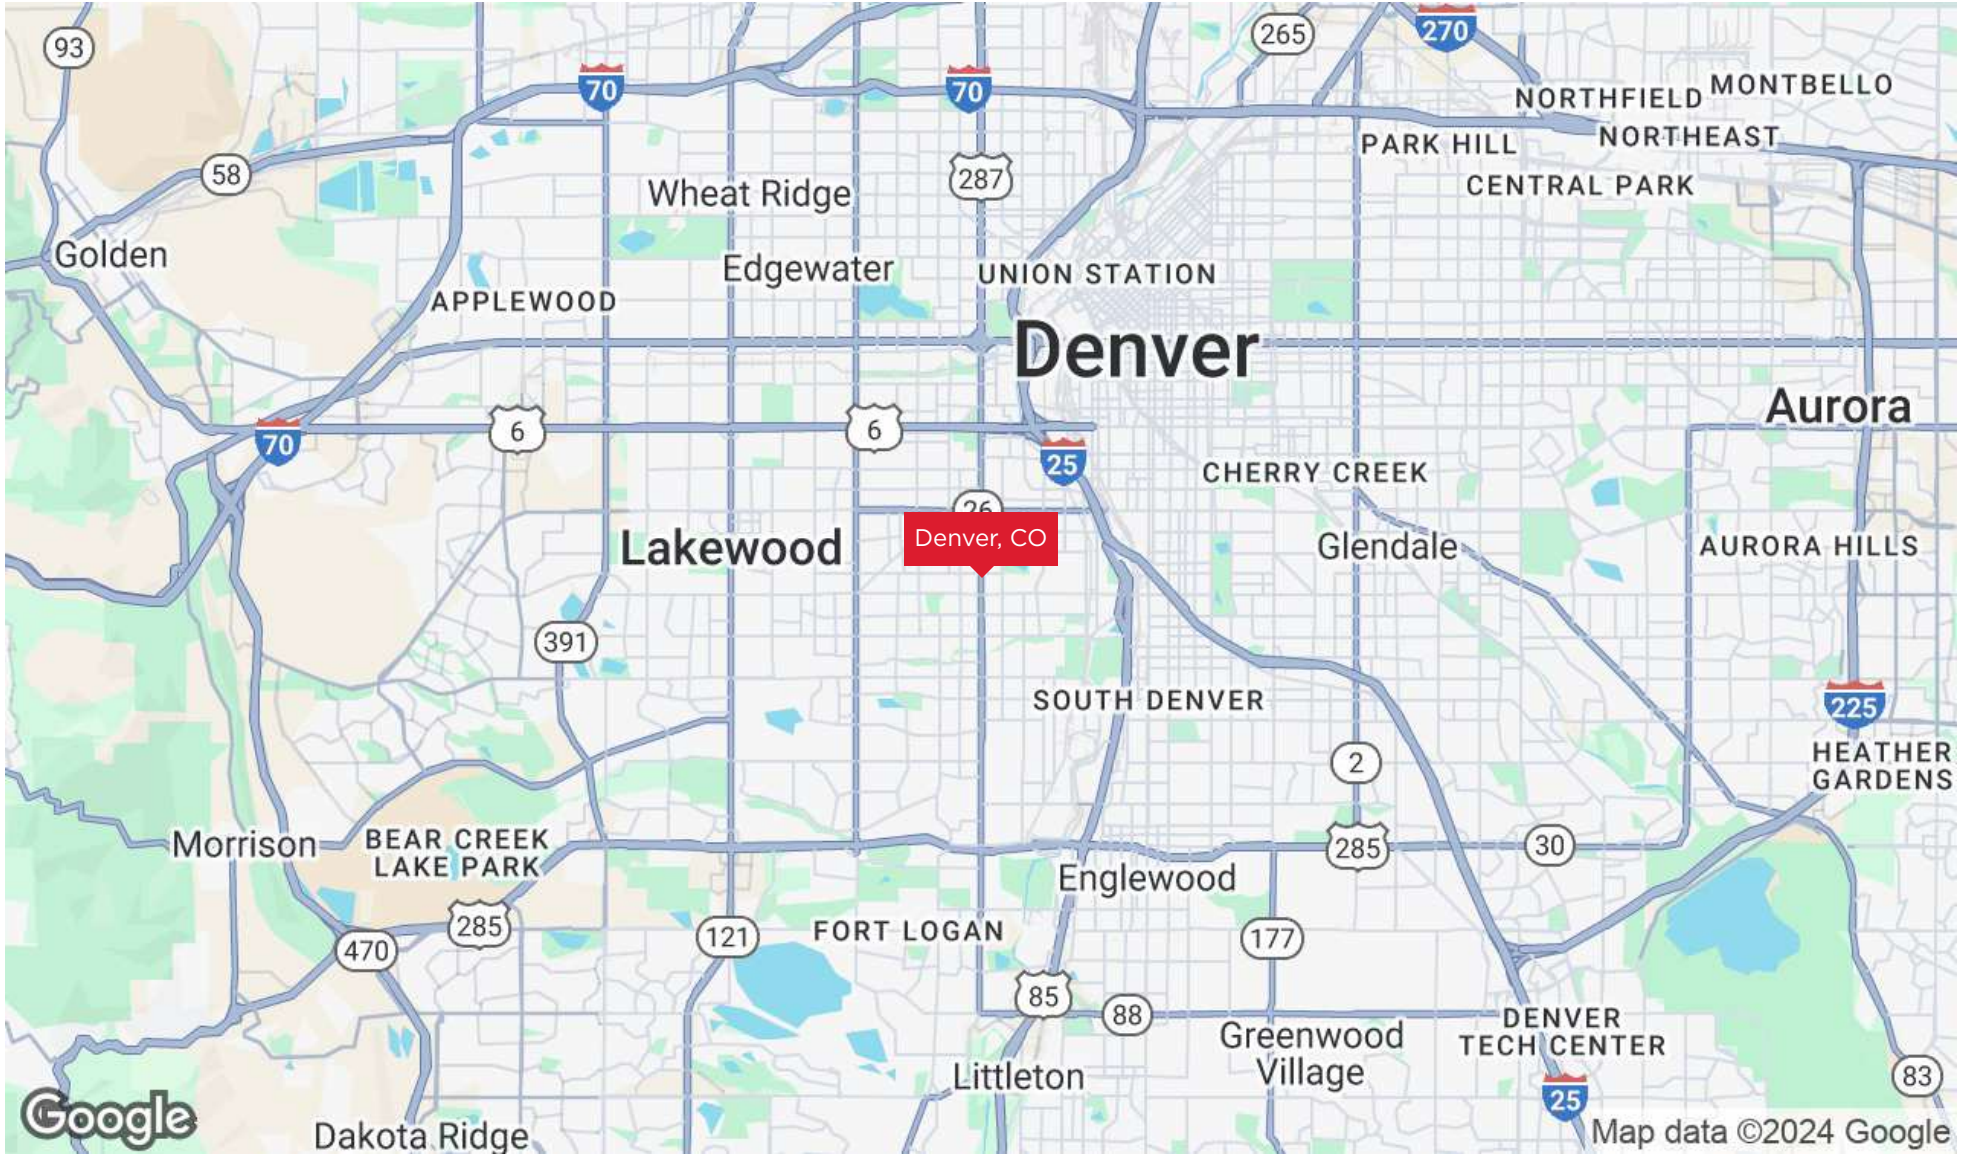 93
265
270
70
70
NORTHFIELD
MONTBELLO
NORTHEAST
PARK HILL
58
287
Wheat Ridge
CENTRAL PARK
Golden
Edgewater
UNION STATION
APPLEWOOD
Denver
Aurora
70
6
6
25
CHERRY CREEK
26
Denver, CO
Lakewood
Glendale
AURORA HILLS
391
SOUTH DENVER
225
2
HEATHER
GARDENS
Morrison
BEAR CREEK
LAKE PARK
285
30
Englewood
285
470
121
FORT LOGAN
177
85
88
DENVER
TECH CENTER
Greenwood
Village
Littleton
83
25
Google
Dakota Ridge
Map data ©2024 Google